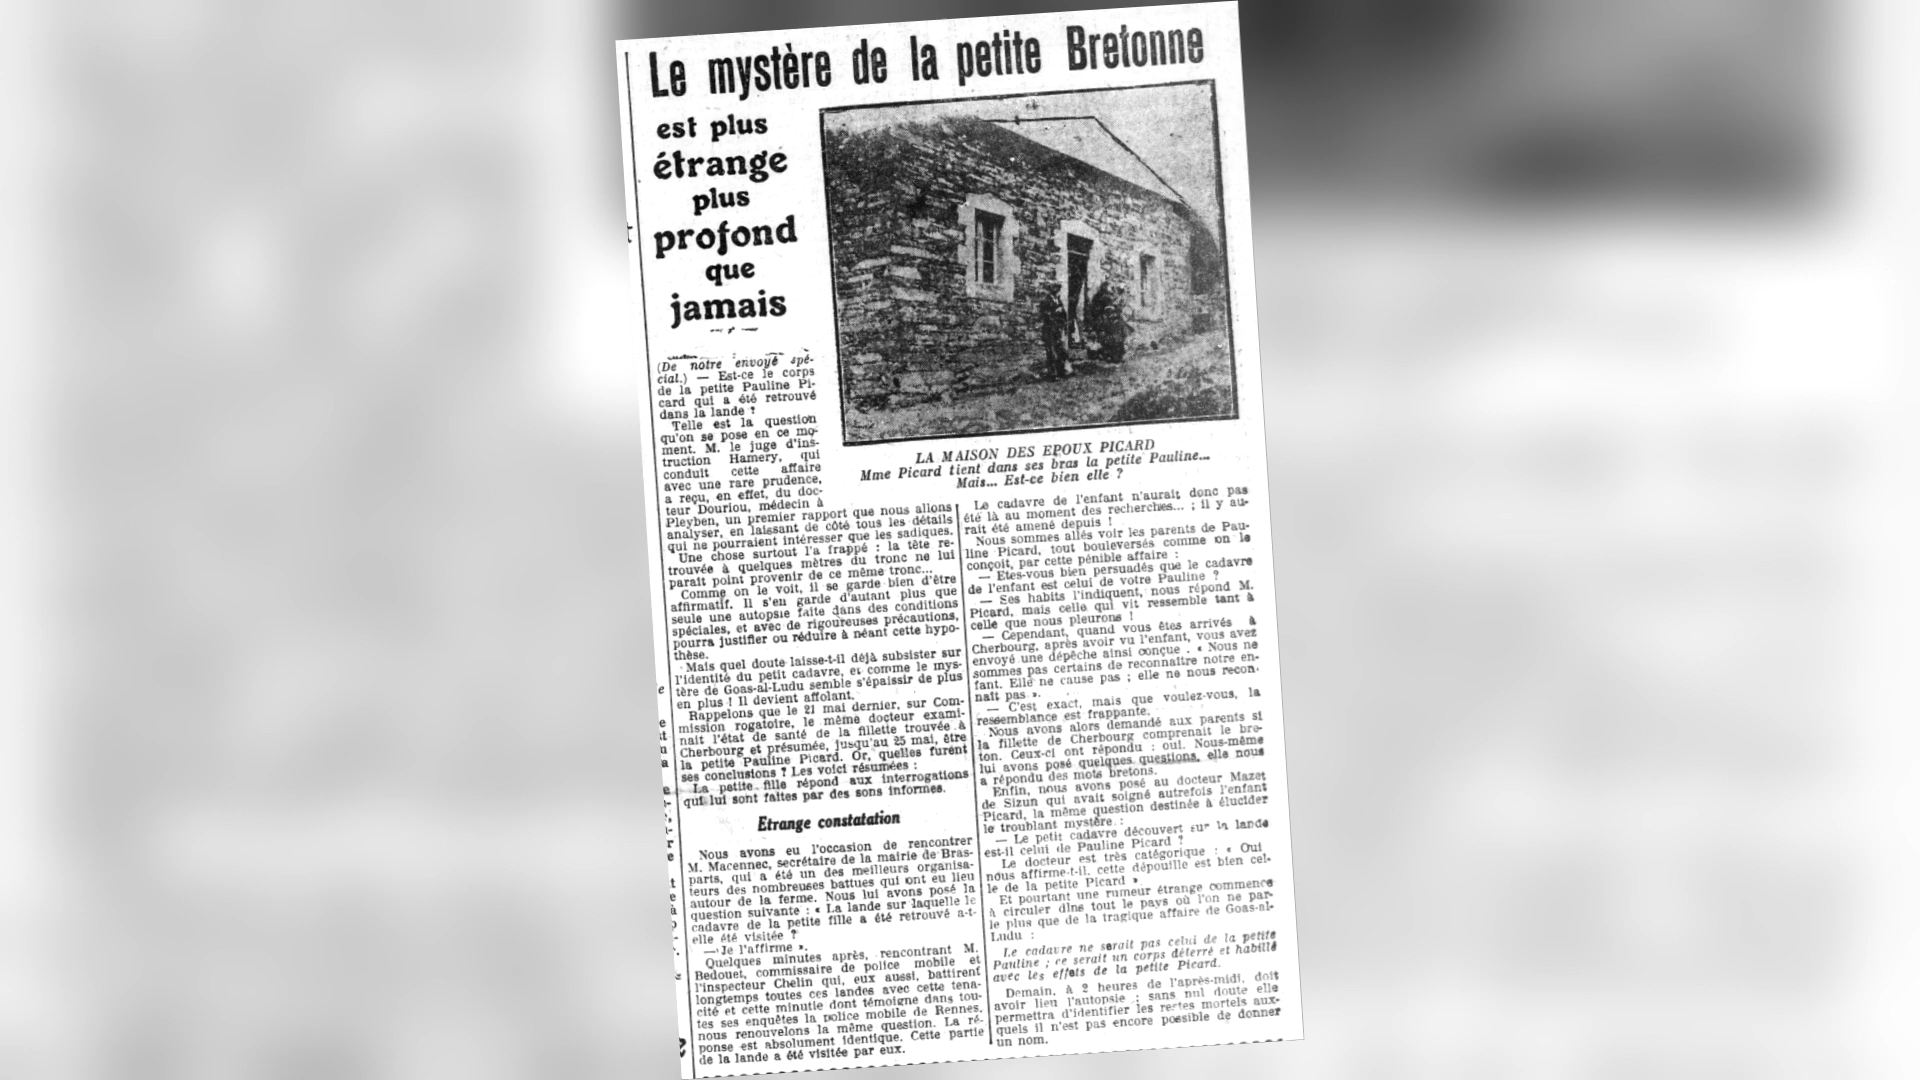 Le mystère de la petite Bretonne
est plus
étrange
plus
profond
que
jamais
(De notre envoyé spé-
cial.) — Est-ce le corps
de la petite Pauline Pi-
card qui a été retrouvé
dans la lande ?
Telle est la question
qu'on se pose en ce mo-
ment. M. le juge d'ins-
truction Hamery, qui
conduit cette affaire
avec une rare prudence,
a reçu, en effet, du doc-
teur Douriou, médecin à
Pleyben, un premier rapport que nous allons
analyser, en laissant de côté tous les détails
qui ne pourraient intéresser que les sadiques.
Une chose surtout l'a frappé : la tête re-
trouvée à quelques mètres du tronc ne lui
paraît point provenir de ce même tronc...
Comme on le voit, il se garde bien d'être
affirmatif. Il s'en garde d'autant plus que
seule une autopsie faite dans des conditions
spéciales, et avec de rigoureuses précautions,
pourra justifier ou réduire à néant cette hypo-
thèse.
Mais quel doute laisse-t-il déjà subsister sur
l'identité du petit cadavre, et comme le mys-
tère de Goas-al-Ludu semble s'épaissir de plus
en plus ! Il devient affolant.
Rappelons que le 21 mai dernier, sur Com-
mission rogatoire, le même docteur exami-
nait l'état de santé de la fillette trouvée à
Cherbourg et présumée, jusqu'au 25 mai, être
la petite Pauline Picard. Or, quelles furent
ses conclusions ? Les voici résumées :
La petite fille répond aux interrogations
qui lui sont faites par des sons informes.
Etrange constatation
Nous avons eu l'occasion de rencontrer
M. Macennec, secrétaire de la mairie de Bras-
parts, qui a été un des meilleurs organisa-
teurs des nombreuses battues qui ont eu lieu
autour de la ferme. Nous lui avons posé la
question suivante : « La lande sur laquelle le
cadavre de la petite fille a été retrouvé a-t-
elle été visitée ?
— Je l'affirme ».
Quelques minutes après, rencontrant M.
Bedouet, commissaire de police mobile et
l'inspecteur Chelin qui, eux aussi, battirent
longtemps toutes ces landes avec cette tena-
cité et cette minutie dont témoigne dans tou-
tes ses enquêtes la police mobile de Rennes,
nous renouvelons la même question. La ré-
ponse est absolument identique. Cette partie
de la lande a été visitée par eux.
LA MAISON DES EPOUX PICARD
Mme Picard tient dans ses bras la petite Pauline...
Mais... Est-ce bien elle ?
Le cadavre de l'enfant n'aurait donc pas
été là au moment des recherches... ; il y au-
rait été amené depuis !
Nous sommes allés voir les parents de Pau-
line Picard, tout bouleversés comme on le
conçoit, par cette pénible affaire :
— Etes-vous bien persuadés que le cadavre
de l'enfant est celui de votre Pauline ?
— Ses habits l'indiquent, nous répond M.
Picard, mais celle qui vit ressemble tant à
celle que nous pleurons !
— Cependant, quand vous êtes arrivés à
Cherbourg, après avoir vu l'enfant, vous avez
envoyé une dépêche ainsi conçue . « Nous ne
sommes pas certains de reconnaître notre en-
fant. Elle ne cause pas ; elle ne nous recon-
naît pas ».
— C'est exact, mais que voulez-vous, la
ressemblance est frappante.
Nous avons alors demandé aux parents si
la fillette de Cherbourg comprenait le bre-
ton. Ceux-ci ont répondu : oui. Nous-même
lui avons posé quelques questions, elle nous
a répondu des mots bretons.
Enfin, nous avons posé au docteur Mazet
de Sizun qui avait soigné autrefois l'enfant
Picard, la même question destinée à élucider
le troublant mystère :
— Le petit cadavre découvert sur la lande
est-il celui de Pauline Picard ?
Le docteur est très catégorique : « Oui
nous affirme-t-il, cette dépouille est bien cel-
le de la petite Picard »
Et pourtant une rumeur étrange commence
à circuler dlns tout le pays où l'on ne par-
le plus que de la tragique affaire de Goas-al-
Ludu :
Le cadavre ne serait pas celui de la petite
Pauline ; ce serait un corps déterré et habillé
avec les effets de la petite Picard.
Demain, à 2 heures de l'après-midi, doit
avoir lieu l'autopsie ; sans nul doute elle
permettra d'identifier les restes mortels aux-
quels il n'est pas encore possible de donner
un nom.